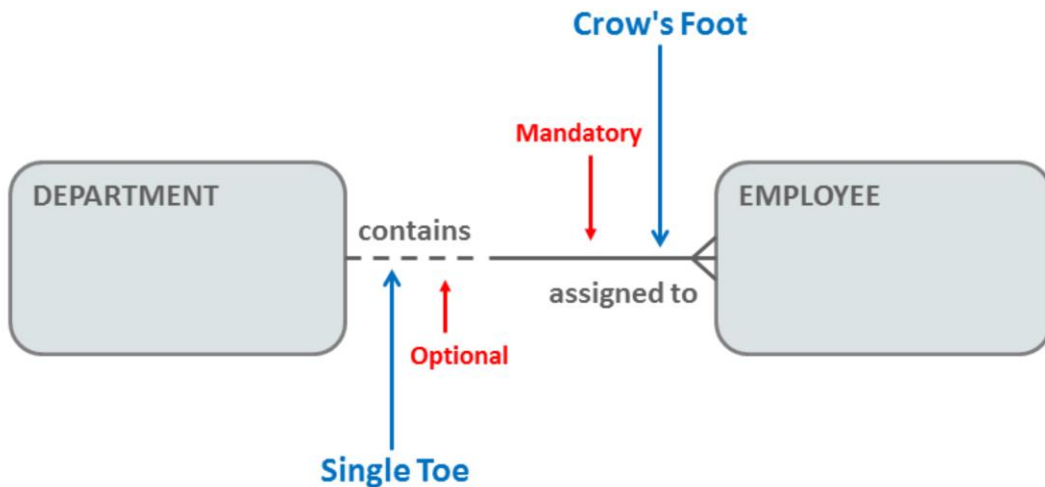 Crow's Foot
Mandatory
DEPARTMENT
EMPLOYEE
contains
assigned to
Optional
Single Toe